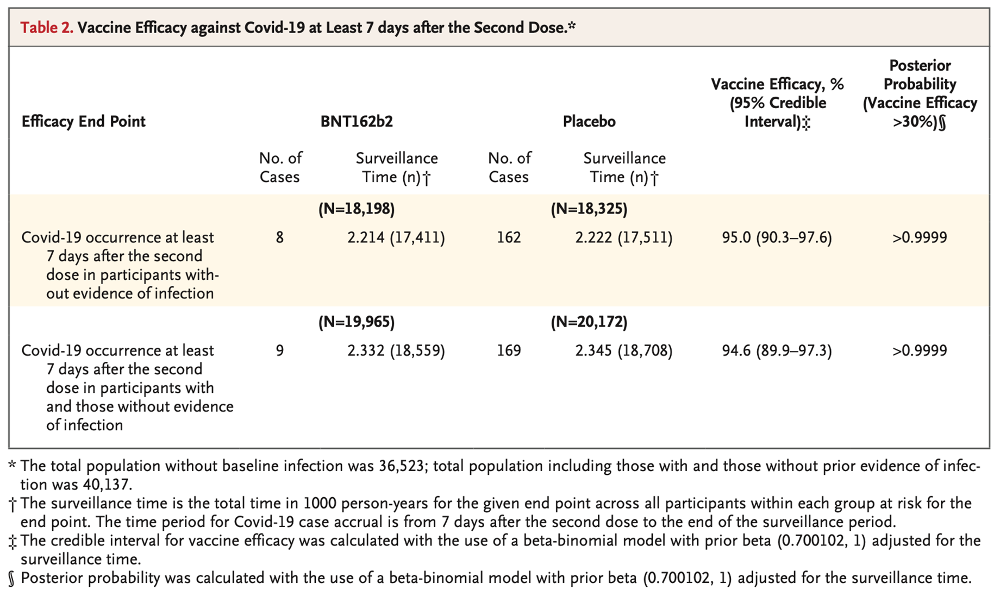 Table 2. Vaccine Efficacy against Covid-19 at Least 7 days after the Second Dose.*
Efficacy End Point
BNT162b2
Placebo
Vaccine Efficacy, %
(95% Credible
Interval)‡
Posterior
Probability
(Vaccine Efficacy
>30%)§
No. of
Cases
Surveillance
Time (n)†
No. of
Cases
Surveillance
Time (n)†
(N=18,198) (N=18,325)
Covid-19 occurrence at least 8 2.214 (17,411) 162 2.222 (17,511) 95.0 (90.3–97.6) >0.9999
7 days after the second
dose in participants with-
out evidence of infection
(N=19,965) (N=20,172)
Covid-19 occurrence at least 9 2.332 (18,559) 169 2.345 (18,708) 94.6 (89.9–97.3) >0.9999
7 days after the second
dose in participants with
and those without evidence
of infection
* The total population without baseline infection was 36,523; total population including those with and those without prior evidence of infec-
tion was 40,137.
† The surveillance time is the total time in 1000 person-years for the given end point across all participants within each group at risk for the
end point. The time period for Covid-19 case accrual is from 7 days after the second dose to the end of the surveillance period.
‡ The credible interval for vaccine efficacy was calculated with the use of a beta-binomial model with prior beta (0.700102, 1) adjusted for the
surveillance time.
§ Posterior probability was calculated with the use of a beta-binomial model with prior beta (0.700102, 1) adjusted for the surveillance time.